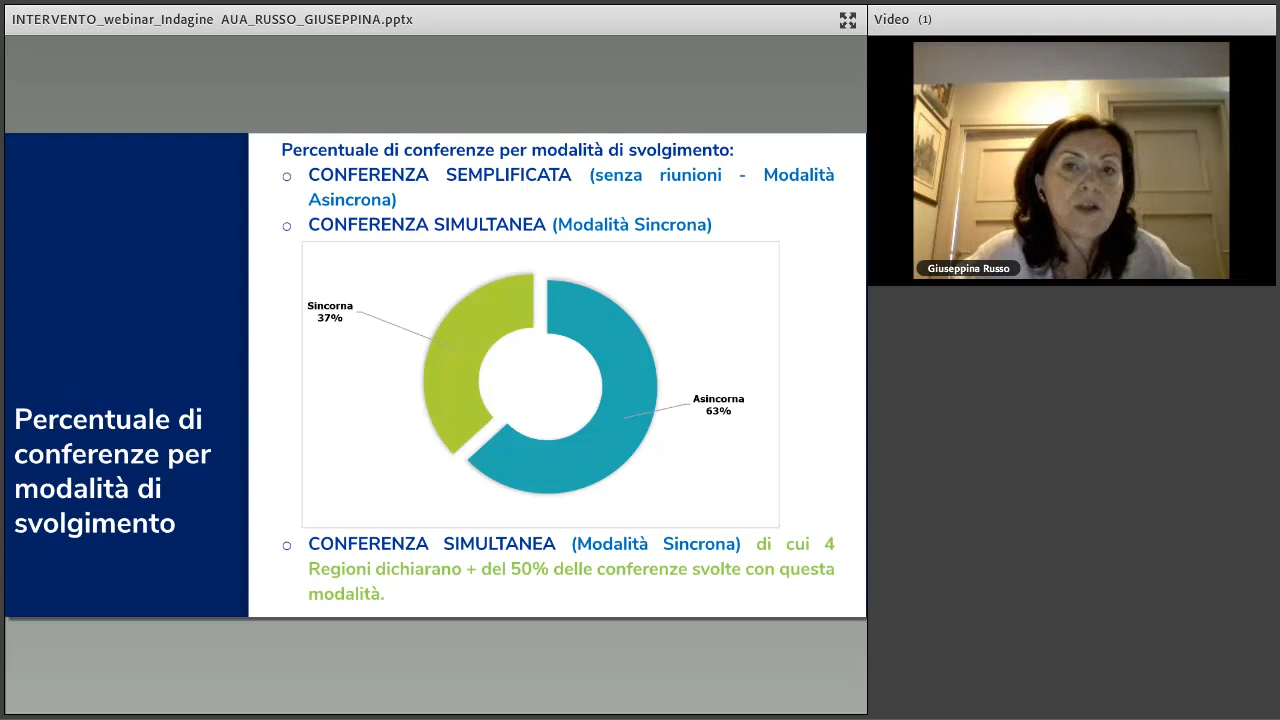 INTERVENTO_webinar_Indagine AUA_RUSSO_GIUSEPPINA.pptx
Video (1)
Giuseppina Russo
Percentuale di
conferenze per
modalità di
svolgimento
Percentuale di conferenze per modalità di svolgimento:
CONFERENZA SEMPLIFICATA (senza riunioni - Modalità
Asincrona)
CONFERENZA SIMULTANEA (Modalità Sincrona)
Sincorna
37%
Asincorna
63%
CONFERENZA SIMULTANEA (Modalità Sincrona) di cui 4
Regioni dichiarano + del 50% delle conferenze svolte con questa
modalità.